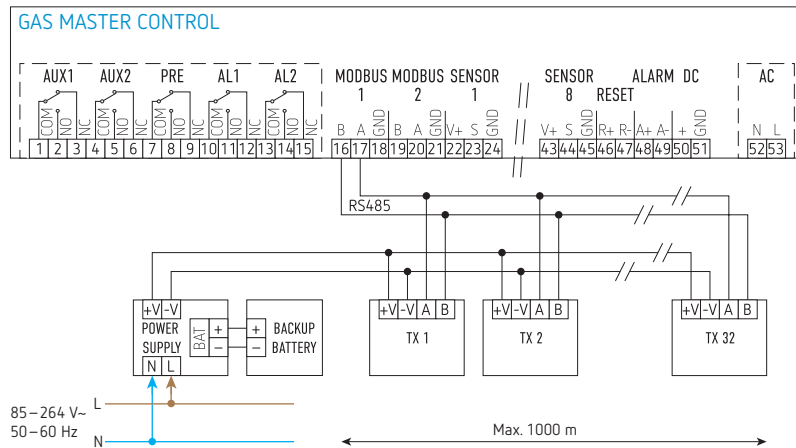 GAS MASTER CONTROL
AUX1 AUX2 PRE AL1 AL2 MODBUS MODBUS SENSOR SENSOR ALARM DC AC
1 2 1 8 RESET
COM NO NC COM NO NC COM NO NC COM NO NC COM NO NC B A GND B A GND V+ S GND V+ S GND R+ R- A+ A- + GND N L
1 2 3 4 5 6 7 8 9 10 11 12 13 14 15 16 17 18 19 20 21 22 23 24 43 44 45 46 47 48 49 50 51 52 53
RS485
+V -V +V -V A B +V -V A B +V -V A B
POWER SUPPLY
BAT + −
N L
+ −
BACKUP BATTERY
TX 1 TX 2 TX 32
L
85–264 V~
50–60 Hz
N
Max. 1000 m